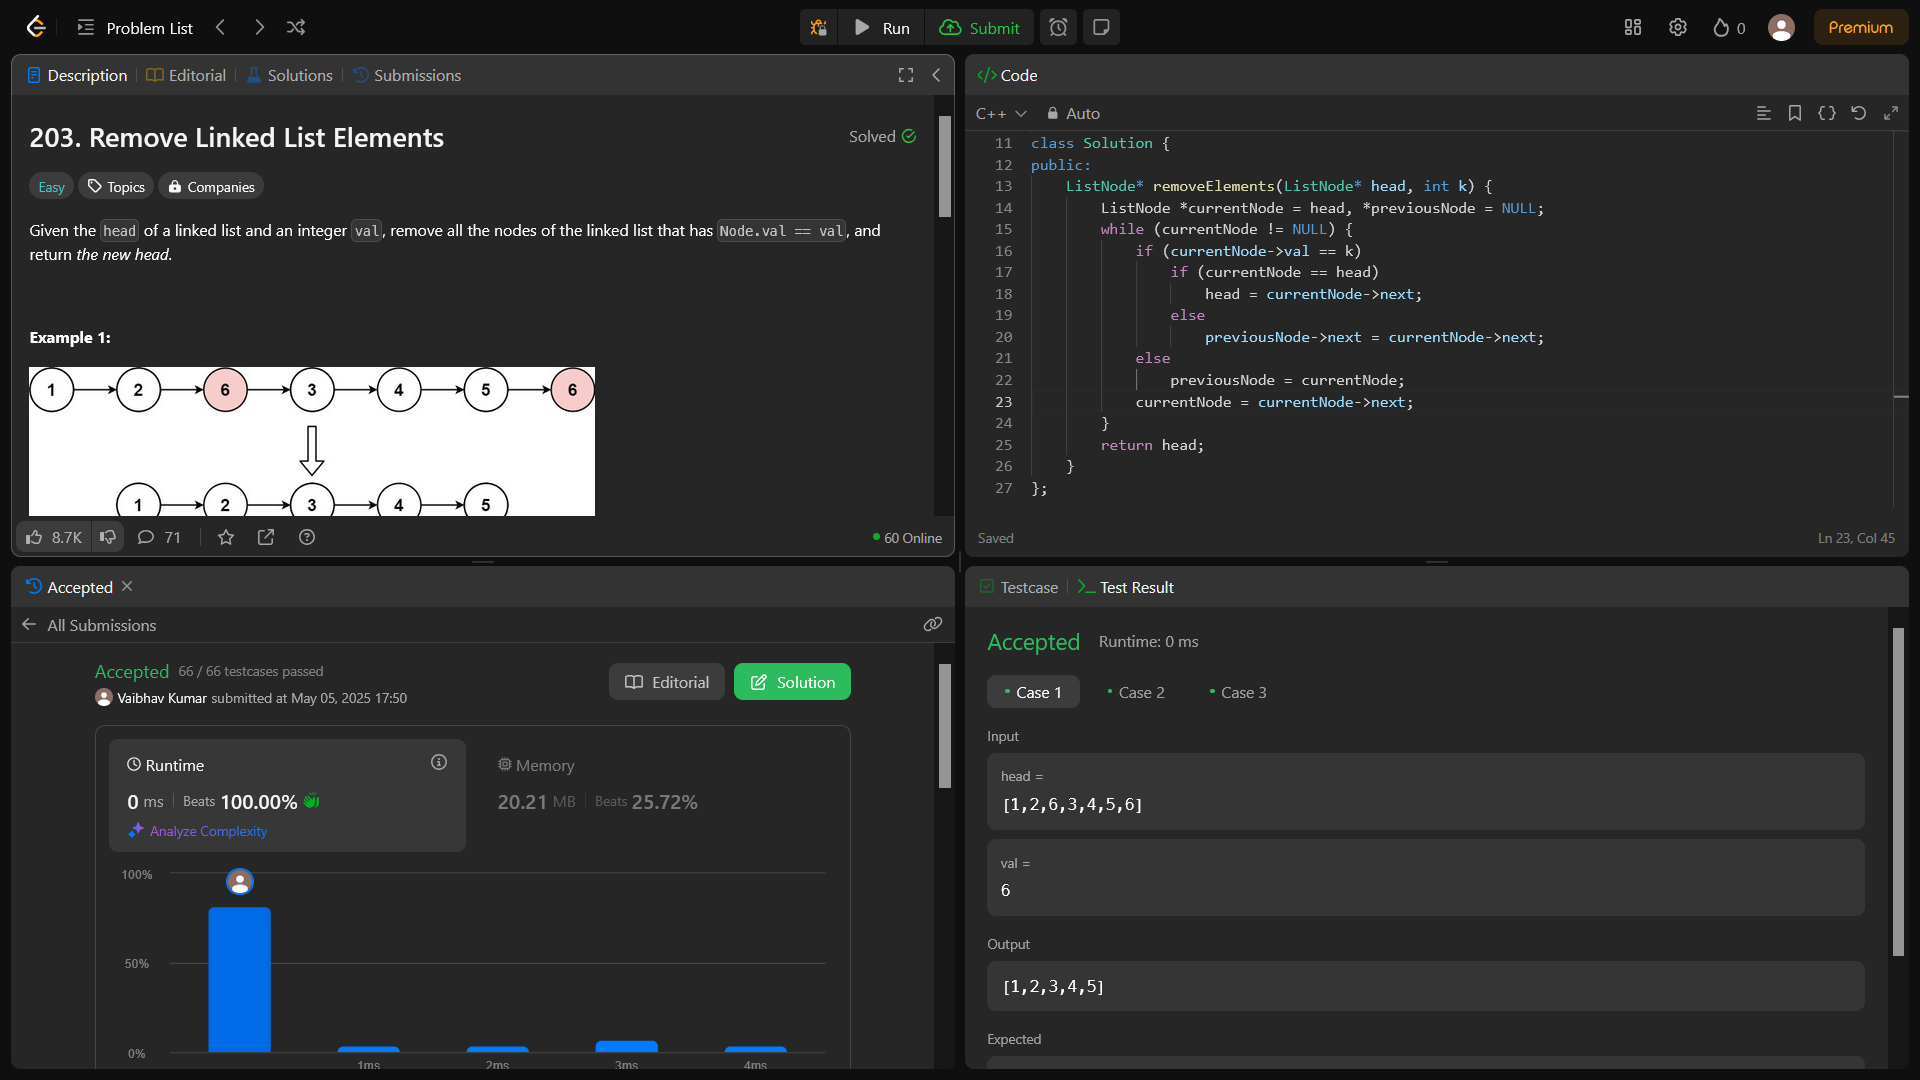 Problem List
Run
Submit
0
Premium
Description
Editorial
Solutions
Submissions
203. Remove Linked List Elements
Solved
Easy
Topics
Companies
Given the head of a linked list and an integer val, remove all the nodes of the linked list that has Node.val == val, and
return the new head.
Example 1:
1 2 6 3 4 5 6
1 2 3 4 5
8.7K
71
60 Online
Code
C++
Auto
11 class Solution {
12 public:
13 ListNode* removeElements(ListNode* head, int k) {
14 ListNode *currentNode = head, *previousNode = NULL;
15 while (currentNode != NULL) {
16 if (currentNode->val == k)
17 if (currentNode == head)
18 head = currentNode->next;
19 else
20 previousNode->next = currentNode->next;
21 else
22 previousNode = currentNode;
23 currentNode = currentNode->next;
24 }
25 return head;
26 }
27 };
Saved
Ln 23, Col 45
Accepted
All Submissions
Accepted 66 / 66 testcases passed
Vaibhav Kumar submitted at May 05, 2025 17:50
Editorial
Solution
Runtime
0 ms Beats 100.00%
Analyze Complexity
Memory
20.21 MB Beats 25.72%
100%
50%
0%
1ms 2ms 3ms 4ms
Testcase
Test Result
Accepted Runtime: 0 ms
Case 1
Case 2
Case 3
Input
head =
[1,2,6,3,4,5,6]
val =
6
Output
[1,2,3,4,5]
Expected